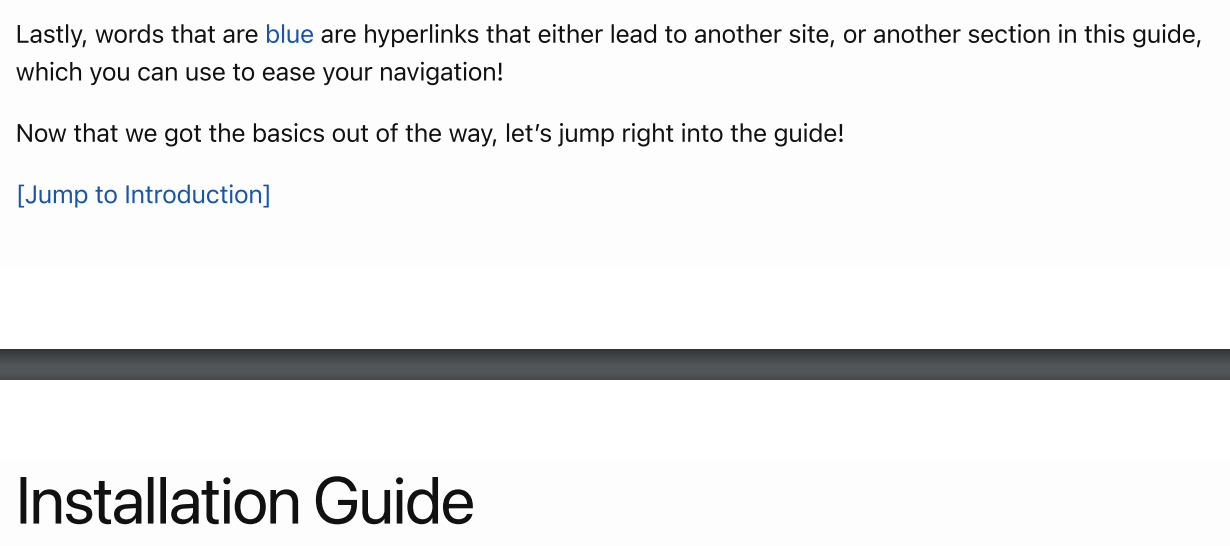 Lastly, words that are blue are hyperlinks that either lead to another site, or another section in this guide,
which you can use to ease your navigation!
Now that we got the basics out of the way, let’s jump right into the guide!
[Jump to Introduction]
Installation Guide